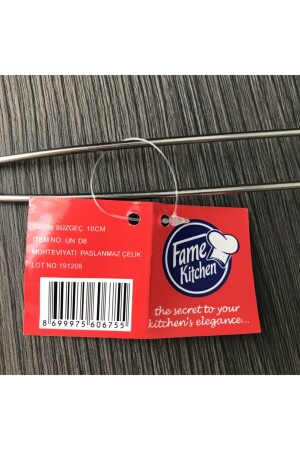 ÜRÜN: SÜZGEÇ 10CM
ITEM NO: UN D8
MUHTEVİYATI: PASLANMAZ ÇELİK
LOT NO:191208
8 699975 606755
Fame
Kitchen
the secret to your
kitchen's elegance...